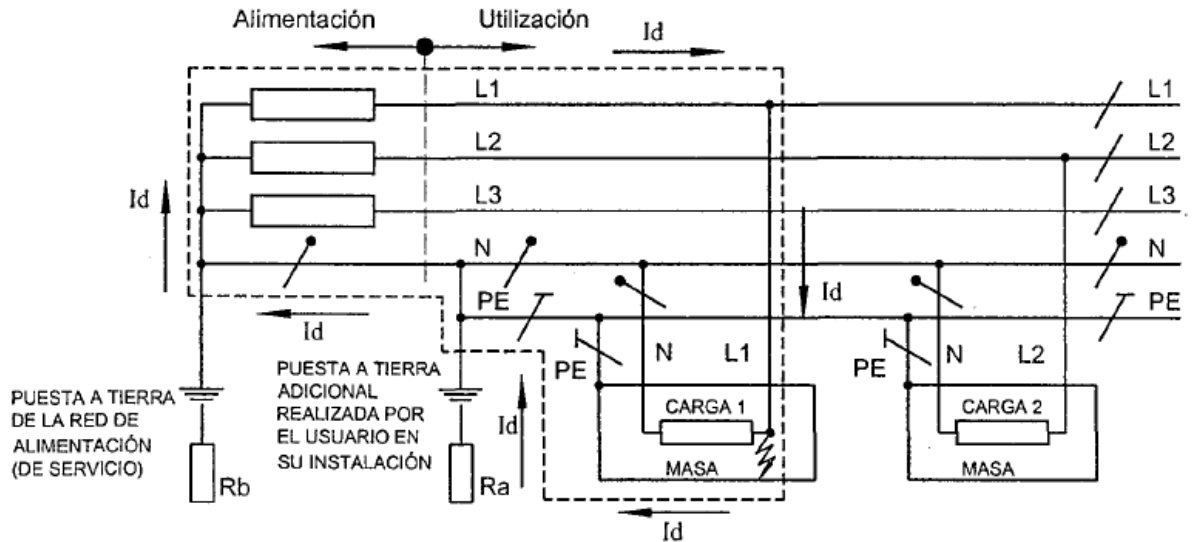 Alimentación
Utilización
Id
L1
L1
L2
L2
Id
L3
L3
N
N
PE
Id
PE
Id
PE
N
L1
PE
N
L2
PUESTA A TIERRA
DE LA RED DE
ALIMENTACIÓN
(DE SERVICIO)
Rb
PUESTA A TIERRA
ADICIONAL
REALIZADA POR
EL USUARIO EN
SU INSTALACIÓN
Ra
Id
CARGA 1
MASA
CARGA 2
MASA
Id